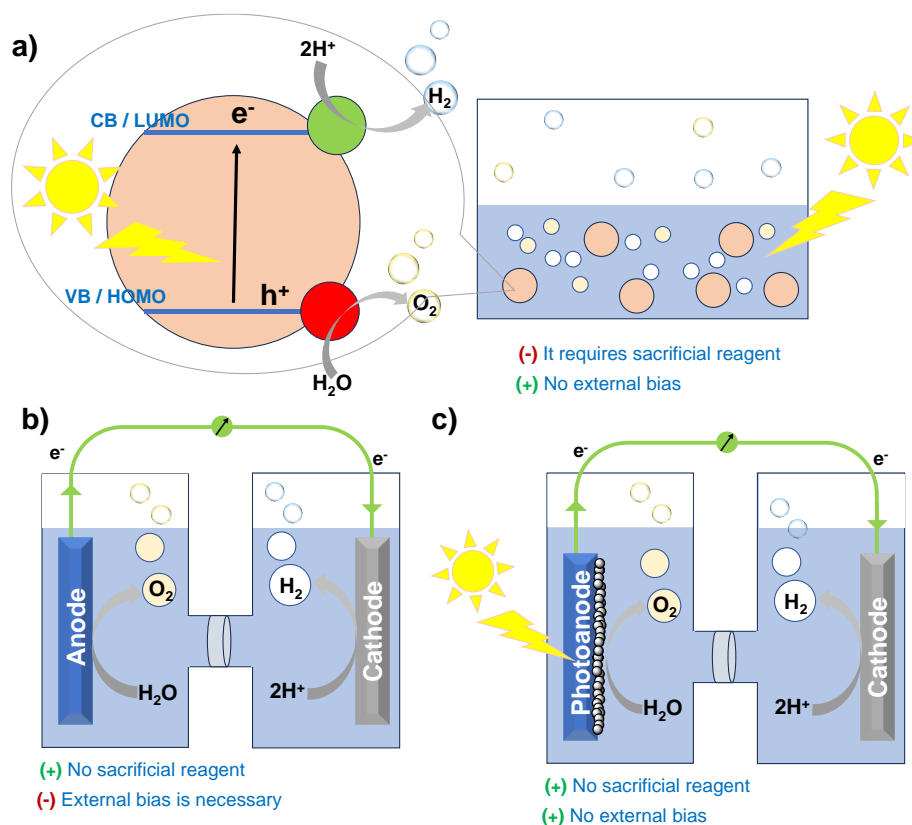 a)
2H⁺
H₂
CB / LUMO
e⁻
VB / HOMO
h⁺
O₂
H₂O
(-) It requires sacrificial reagent
(+) No external bias
b)
e⁻
e⁻
Anode
O₂
H₂O
H₂
2H⁺
Cathode
(+) No sacrificial reagent
(-) External bias is necessary
c)
e⁻
e⁻
Photoanode
O₂
H₂O
H₂
2H⁺
Cathode
(+) No sacrificial reagent
(+) No external bias